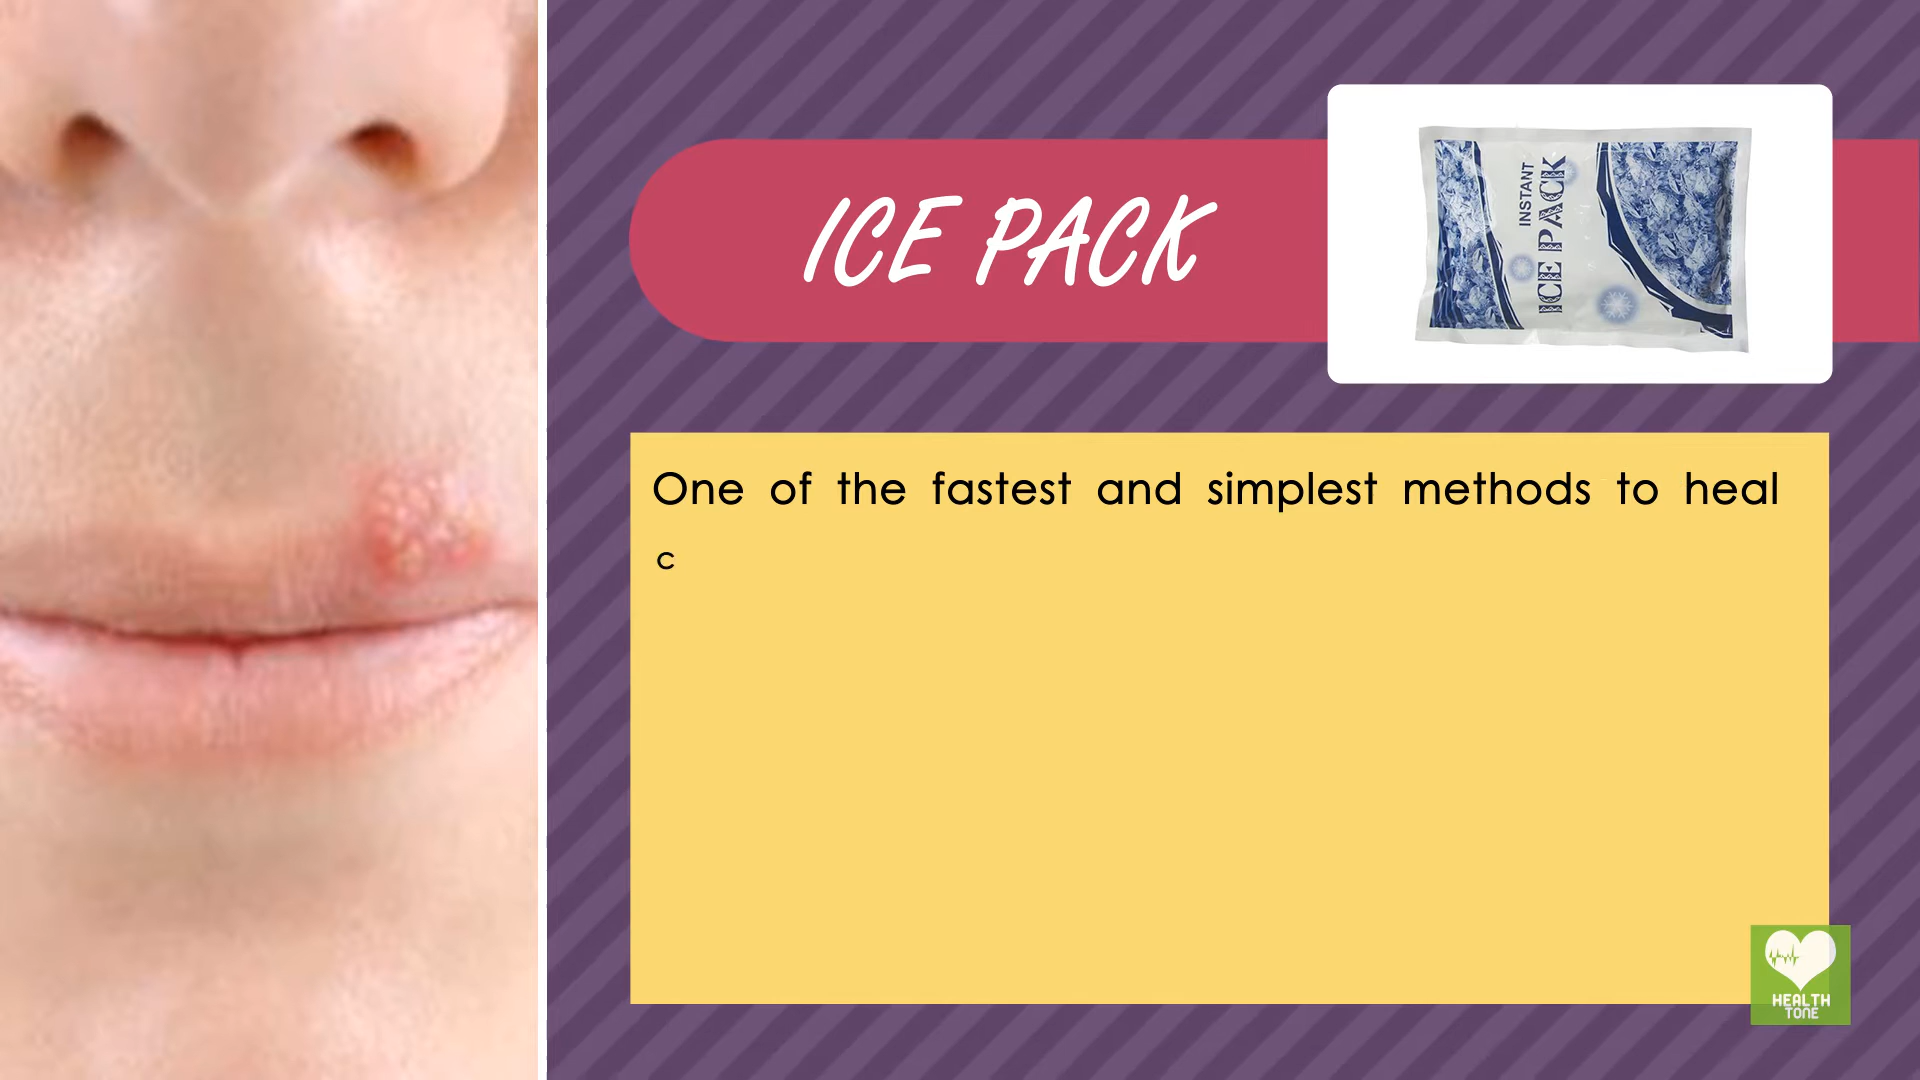 ICE PACK
INSTANT
ICE PACK
One of the fastest and simplest methods to heal
c
HEALTH
TONE